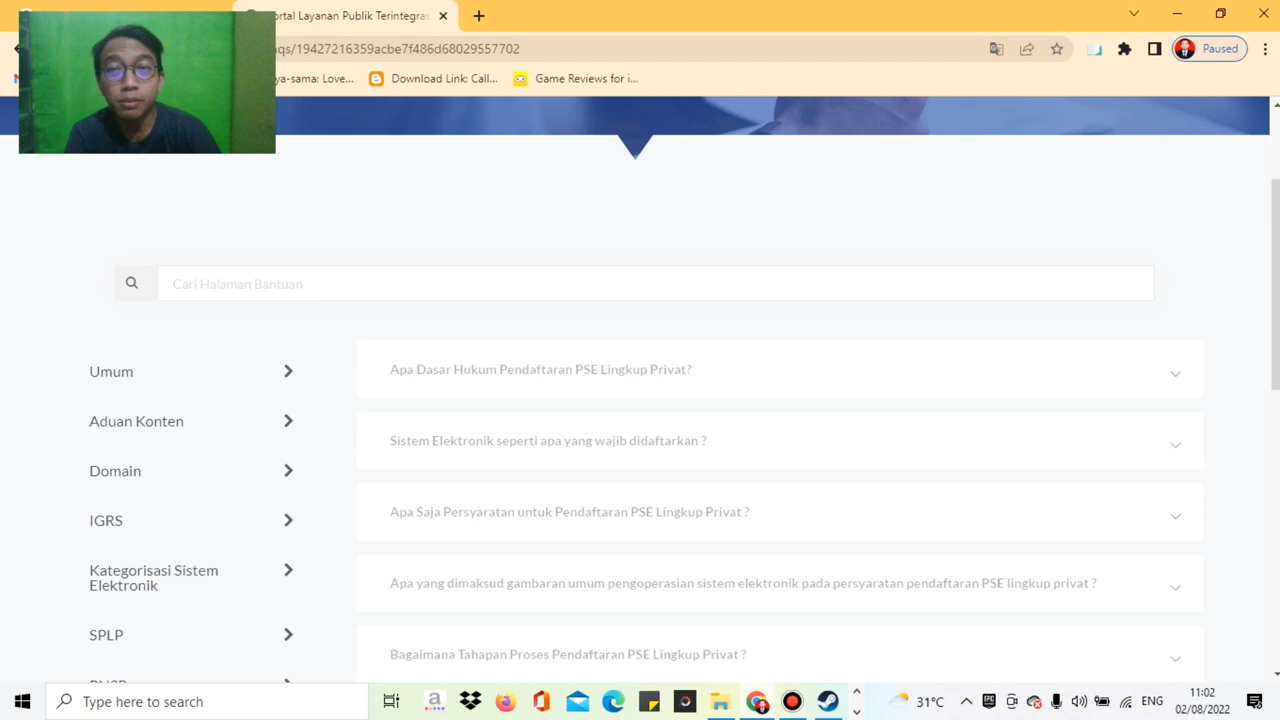 ortal Layanan Publik Terintegras
qs/19427216359acbe7f486d68029557702
Paused
ya-sama: Love...
Download Link: Call...
Game Reviews for i...
Cari Halaman Bantuan
Umum
Aduan Konten
Domain
IGRS
Kategorisasi Sistem
Elektronik
SPLP
Apa Dasar Hukum Pendaftaran PSE Lingkup Privat?
Sistem Elektronik seperti apa yang wajib didaftarkan ?
Apa Saja Persyaratan untuk Pendaftaran PSE Lingkup Privat ?
Apa yang dimaksud gambaran umum pengoperasian sistem elektronik pada persyaratan pendaftaran PSE lingkup privat ?
Bagaimana Tahapan Proses Pendaftaran PSE Lingkup Privat ?
Type here to search
31°C
ENG
11:02
02/08/2022